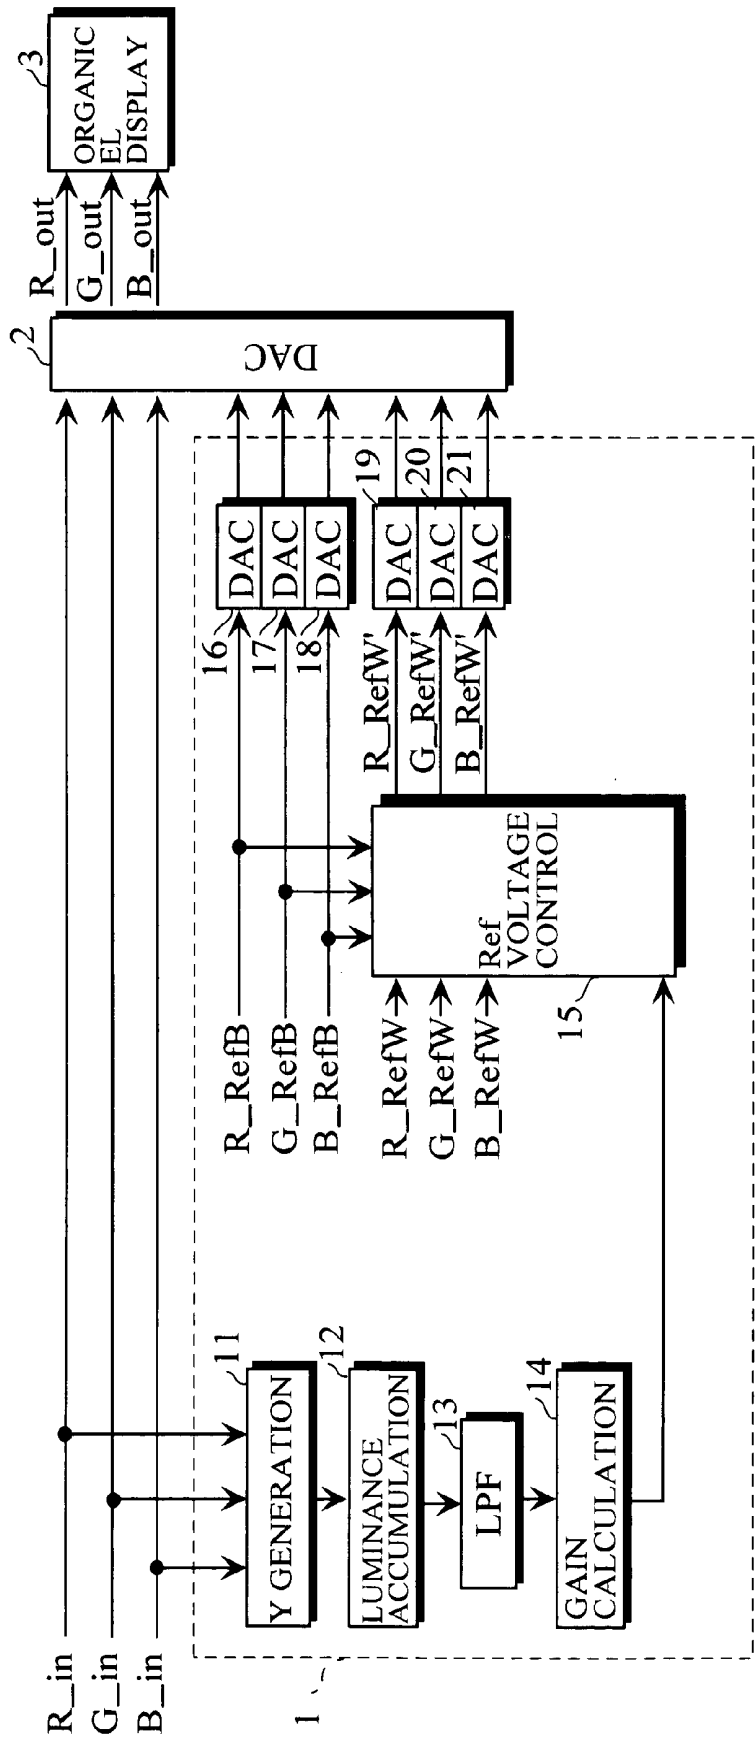 R_in
G_in
B_in
1
11
Y GENERATION
12
LUMINANCE
ACCUMULATION
13
LPF
14
GAIN
CALCULATION
R_RefB
G_RefB
B_RefB
R_RefW
G_RefW
B_RefW
15
Ref
VOLTAGE
CONTROL
R_RefW'
G_RefW'
B_RefW'
16
DAC
17
DAC
18
DAC
19
DAC
20
DAC
21
DAC
2
DAC
R_out
G_out
B_out
3
ORGANIC
EL
DISPLAY